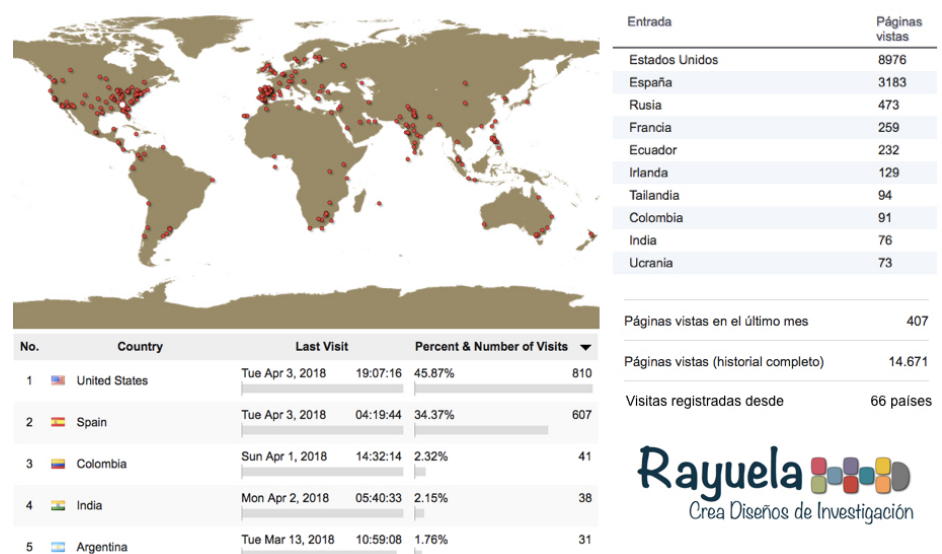 Entrada Páginas vistas
Estados Unidos 8976
España 3183
Rusia 473
Francia 259
Ecuador 232
Irlanda 129
Tailandia 94
Colombia 91
India 76
Ucrania 73
Páginas vistas en el último mes 407
Páginas vistas (historial completo) 14.671
Visitas registradas desde 66 países
No. Country Last Visit Percent & Number of Visits
1 United States Tue Apr 3, 2018 19:07:16 45.87% 810
2 Spain Tue Apr 3, 2018 04:19:44 34.37% 607
3 Colombia Sun Apr 1, 2018 14:32:14 2.32% 41
4 India Mon Apr 2, 2018 05:40:33 2.15% 38
5 Argentina Tue Mar 13, 2018 10:59:08 1.76% 31
Rayuela
Crea Diseños de Investigación